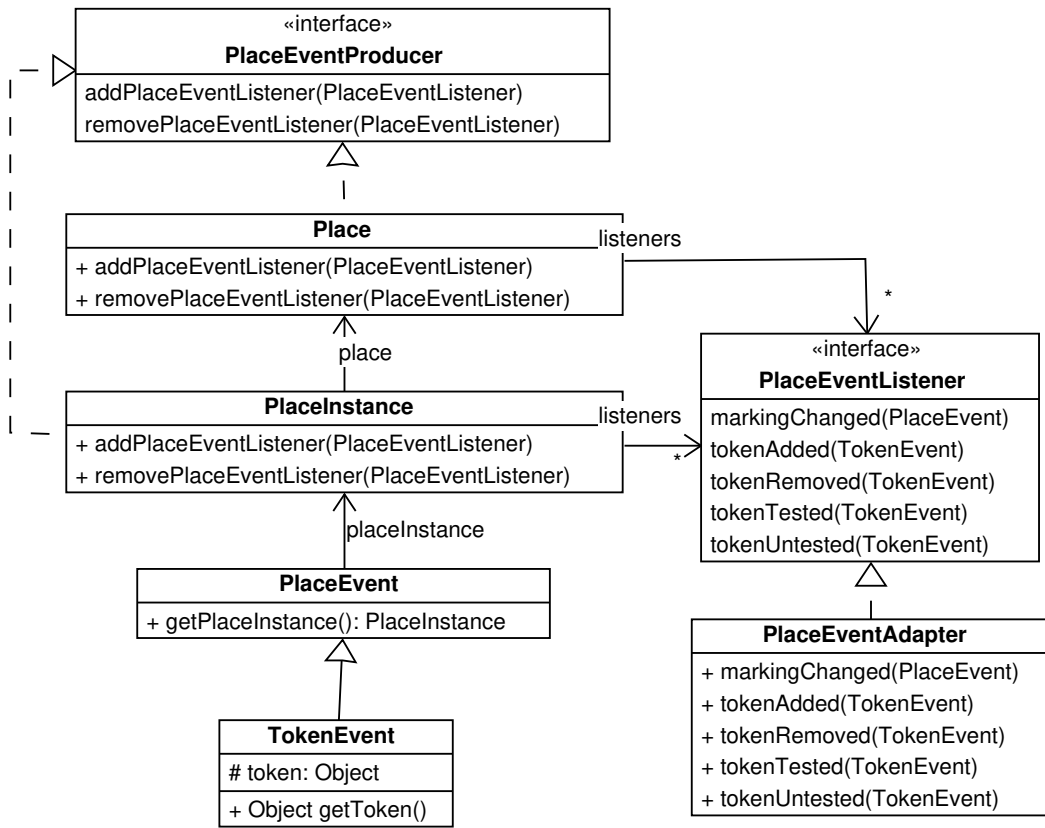 «interface»
PlaceEventProducer
addPlaceEventListener(PlaceEventListener)
removePlaceEventListener(PlaceEventListener)
Place
+ addPlaceEventListener(PlaceEventListener)
+ removePlaceEventListener(PlaceEventListener)
listeners
*
place
PlaceInstance
+ addPlaceEventListener(PlaceEventListener)
+ removePlaceEventListener(PlaceEventListener)
listeners
*
placeInstance
PlaceEvent
+ getPlaceInstance(): PlaceInstance
TokenEvent
# token: Object
+ Object getToken()
«interface»
PlaceEventListener
markingChanged(PlaceEvent)
tokenAdded(TokenEvent)
tokenRemoved(TokenEvent)
tokenTested(TokenEvent)
tokenUntested(TokenEvent)
PlaceEventAdapter
+ markingChanged(PlaceEvent)
+ tokenAdded(TokenEvent)
+ tokenRemoved(TokenEvent)
+ tokenTested(TokenEvent)
+ tokenUntested(TokenEvent)